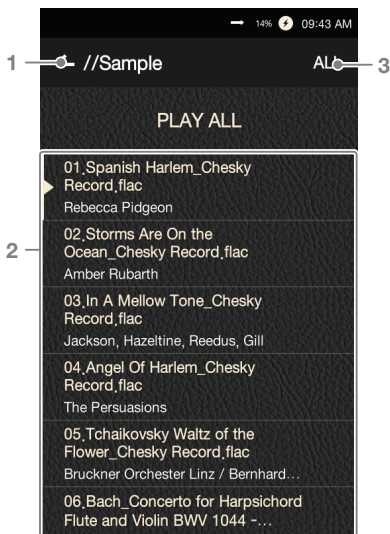 14% 09:43 AM
1
//Sample
ALL
3
PLAY ALL
2
01.Spanish Harlem_Chesky
Record.flac
Rebecca Pidgeon
02.Storms Are On the
Ocean_Chesky Record.flac
Amber Rubarth
03.In A Mellow Tone_Chesky
Record.flac
Jackson, Hazeltine, Reedus, Gill
04.Angel Of Harlem_Chesky
Record.flac
The Persuasions
05.Tchaikovsky Waltz of the
Flower_Chesky Record.flac
Bruckner Orchester Linz / Bernhard...
06.Bach_Concerto for Harpsichord
Flute and Violin BWV 1044 -...